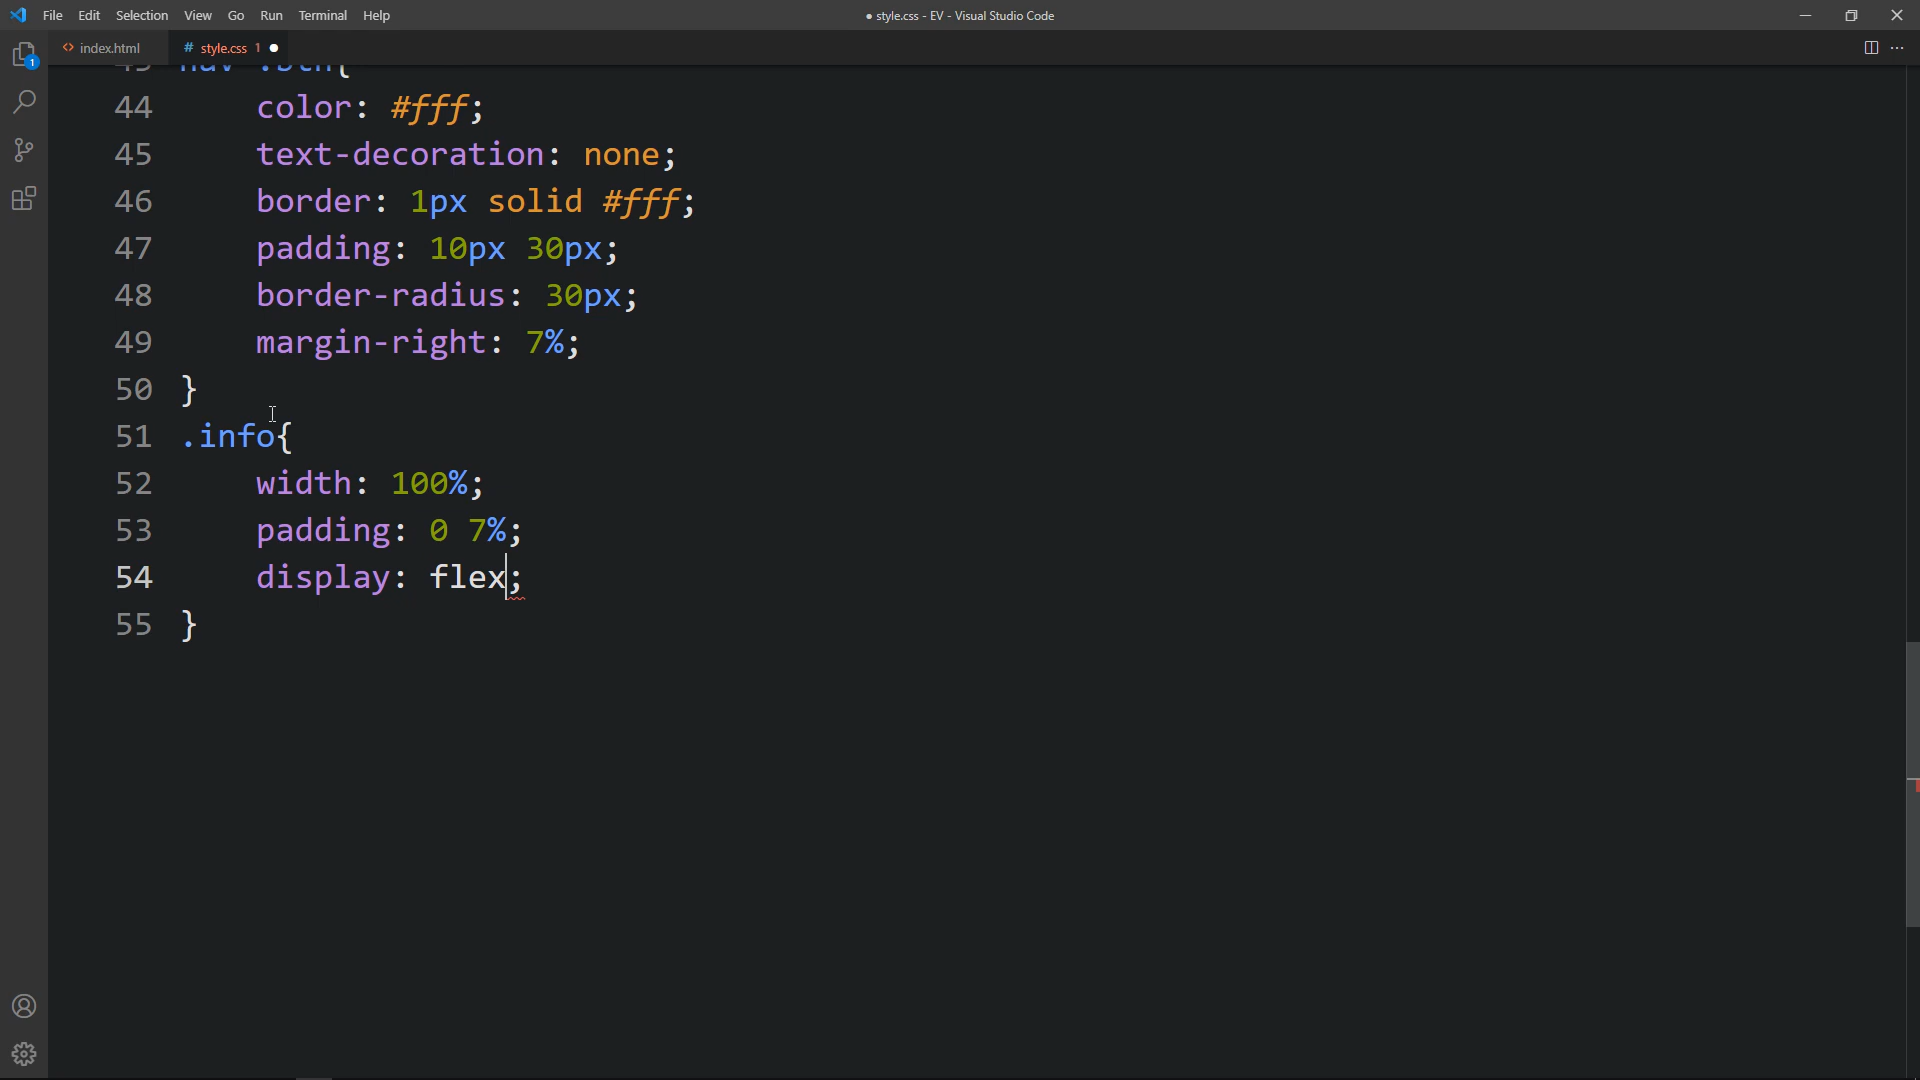 File Edit Selection View Go Run Terminal Help
● style.css - EV - Visual Studio Code
<> index.html
# style.css 1 ●
1
44 color: #fff;
45 text-decoration: none;
46 border: 1px solid #fff;
47 padding: 10px 30px;
48 border-radius: 30px;
49 margin-right: 7%;
50 }
51 .info{
52 width: 100%;
53 padding: 0 7%;
54 display: flex;
55 }